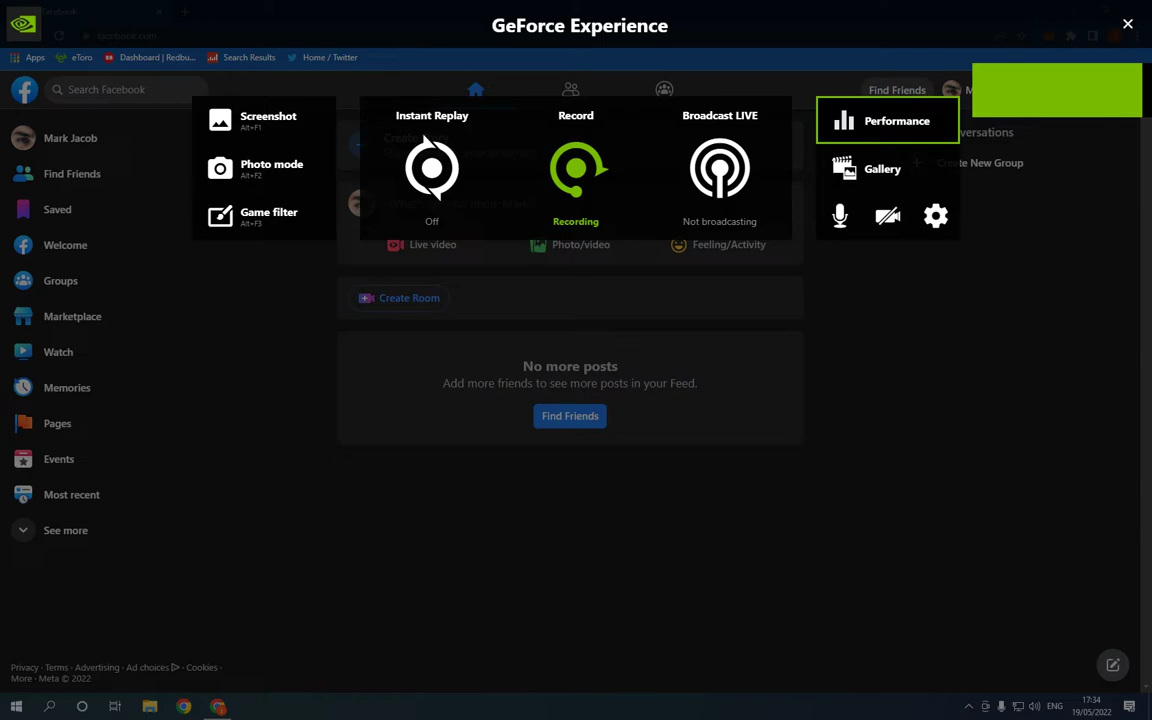 GeForce Experience
Facebook
facebook.com
Apps
eToro
Dashboard | Redbu...
Search Results
Home / Twitter
Search Facebook
Find Friends
Screenshot
Alt+F1
Photo mode
Alt+F2
Game filter
Alt+F3
Instant Replay
Off
Record
Recording
Broadcast LIVE
Not broadcasting
Performance
Gallery
Create New Group
Mark Jacob
Find Friends
Saved
Welcome
Groups
Marketplace
Watch
Memories
Pages
Events
Most recent
See more
Live video
Photo/video
Feeling/Activity
Create Room
No more posts
Add more friends to see more posts in your Feed.
Find Friends
Privacy · Terms · Advertising · Ad choices · Cookies ·
More · Meta © 2022
ENG
17:34
19/05/2022